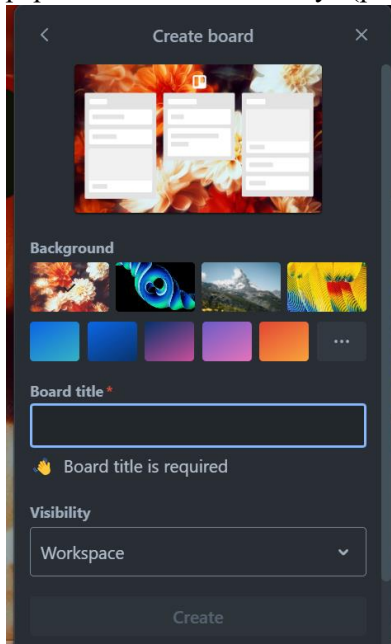 Create board
Background
Board title*
Board title is required
Visibility
Workspace
Create